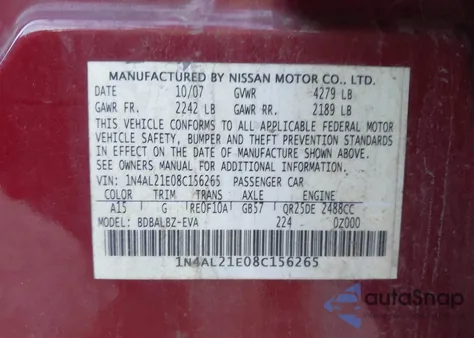 MANUFACTURED BY NISSAN MOTOR CO., LTD.
DATE 10/07 GVWR 4279 LB
GAWR FR. 2242 LB GAWR RR. 2189 LB
THIS VEHICLE CONFORMS TO ALL APPLICABLE FEDERAL MOTOR
VEHICLE SAFETY, BUMPER AND THEFT PREVENTION STANDARDS
IN EFFECT ON THE DATE OF MANUFACTURE SHOWN ABOVE.
SEE OWNERS MANUAL FOR ADDITIONAL INFORMATION.
VIN: 1N4AL21E08C156265 PASSENGER CAR
COLOR TRIM TRANS AXLE ENGINE
A15 G RE0F10A GB57 QR25DE 2488CC
MODEL: BDBALBZ-EVA 224 0Z000
1N4AL21E08C156265
autoSnap
Your Auto Auction